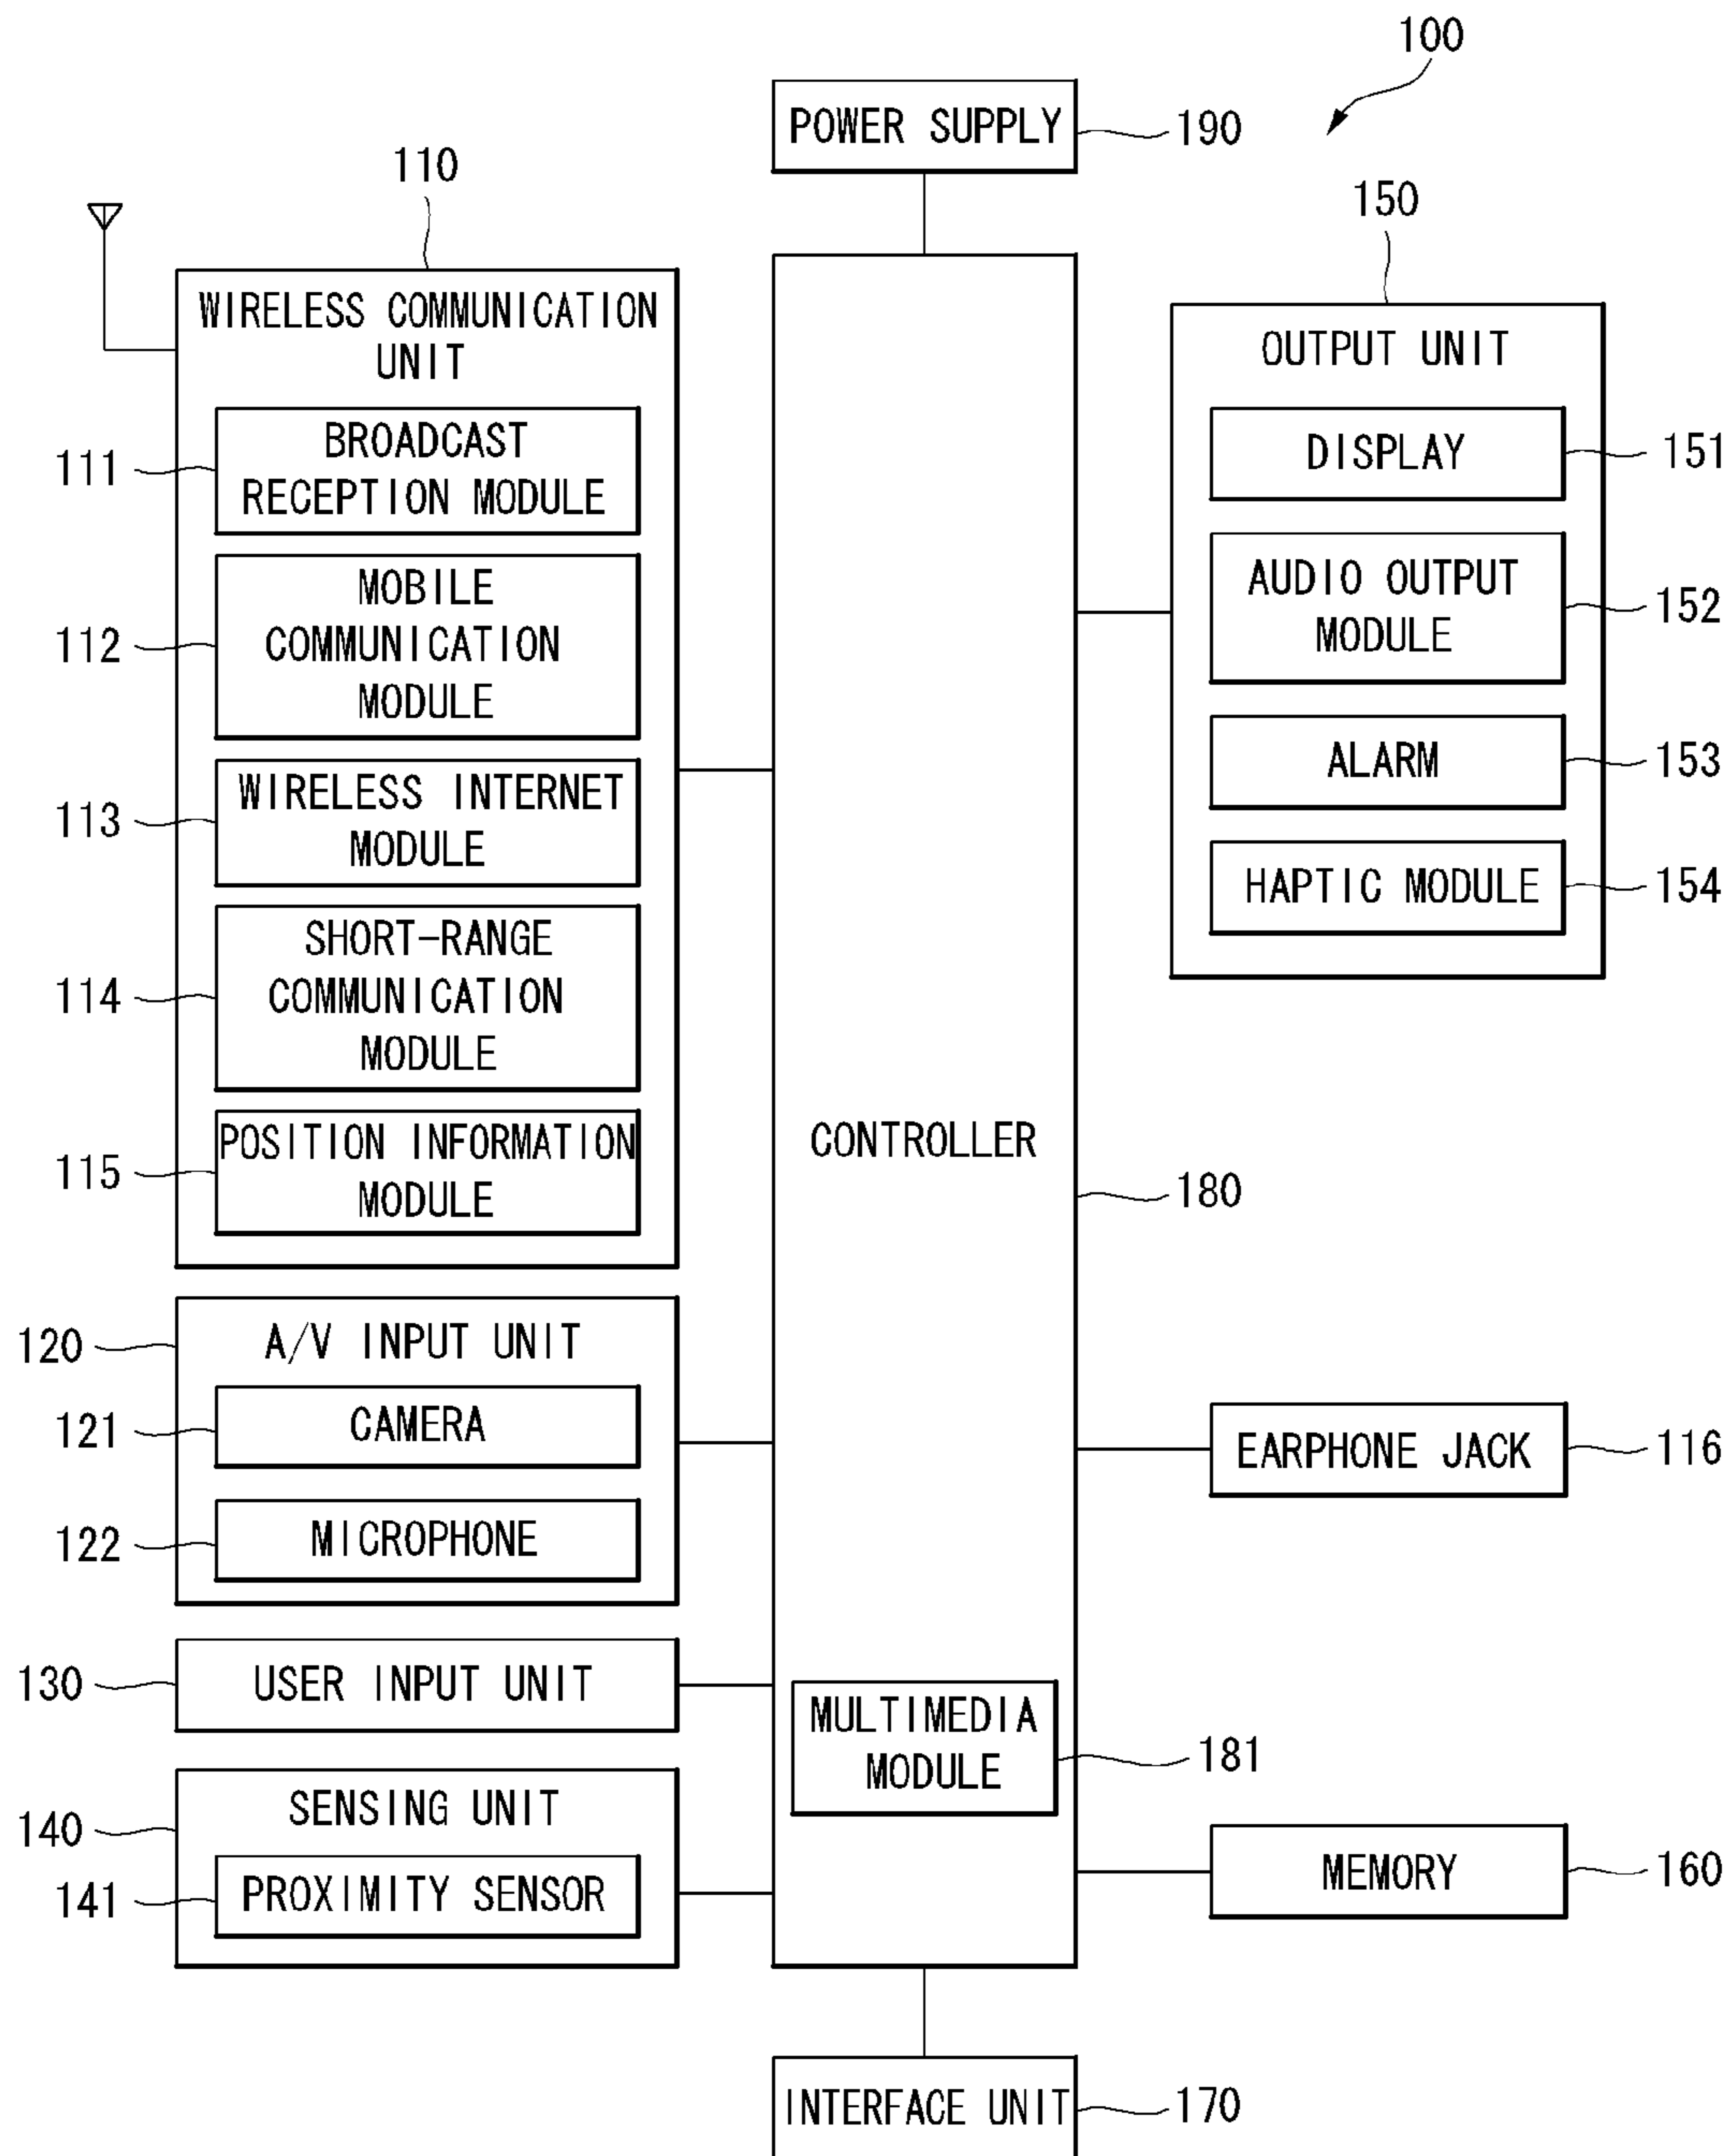 100
POWER SUPPLY
190
110
150
WIRELESS COMMUNICATION
UNIT
BROADCAST
RECEPTION MODULE
111
MOBILE
COMMUNICATION
MODULE
112
WIRELESS INTERNET
MODULE
113
SHORT-RANGE
COMMUNICATION
MODULE
114
POSITION INFORMATION
MODULE
115
OUTPUT UNIT
DISPLAY
151
AUDIO OUTPUT
MODULE
152
ALARM
153
HAPTIC MODULE
154
CONTROLLER
180
120
A/V INPUT UNIT
121
CAMERA
122
MICROPHONE
EARPHONE JACK
116
130
USER INPUT UNIT
MULTIMEDIA
MODULE
181
140
SENSING UNIT
141
PROXIMITY SENSOR
MEMORY
160
INTERFACE UNIT
170